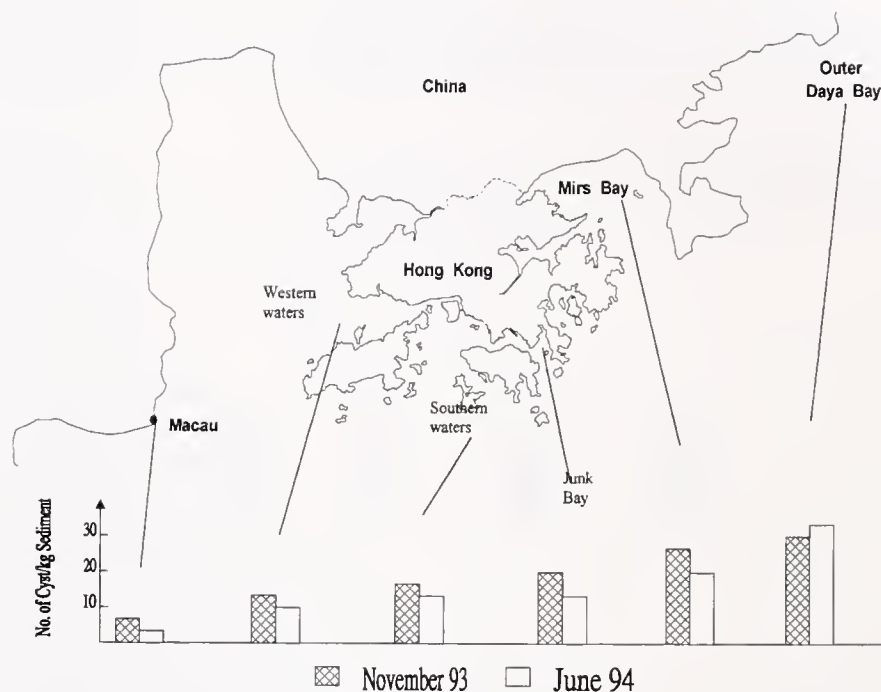 China
Outer
Daya Bay
Mirs Bay
Hong Kong
Western
waters
Southern
waters
Macau
Junk
Bay
No. of Cyst/kg Sediment
30
20
10
November 93
June 94